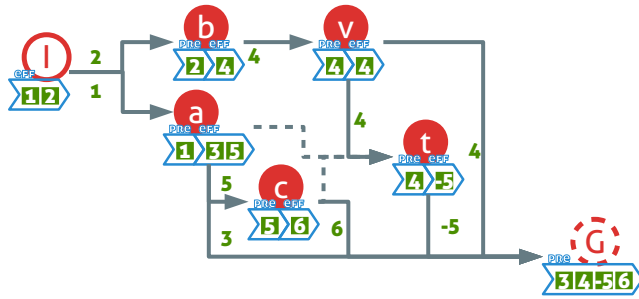 I
eff
1 2
2
1
b
pre eff
2 4
4
v
pre eff
4 4
a
pre eff
1 3 5
4
t
pre eff
4 -5
4
5
c
pre eff
5 6
3
6
-5
G
pre
3 4 -5 6